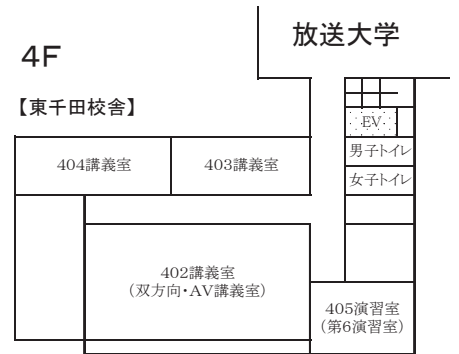 放送大学
4F
【東千田校舎】
EV
男子トイレ
女子トイレ
404講義室
403講義室
402講義室
（双方向・AV講義室）
405演習室
（第6演習室）